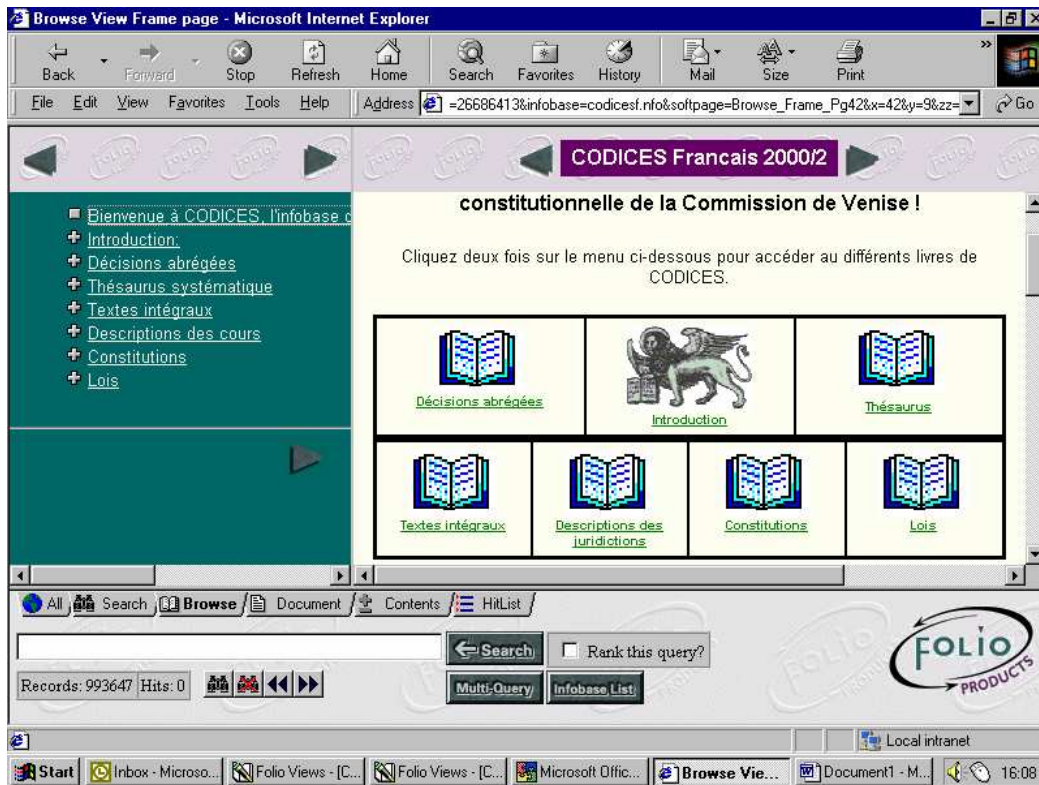 Browse View Frame page - Microsoft Internet Explorer
Back Forward Stop Refresh Home Search Favorites History Mail Size Print »
File Edit View Favorites Tools Help Address =26686413&infobase=codicesf.nfo&softpage=Browse_Frame_Pg42&x=42&y=9&zz= Go
CODICES Francais 2000/2
Bienvenue à CODICES, l'infobase
Introduction:
Décisions abrégées
Thésaurus systématique
Textes intégraux
Descriptions des cours
Constitutions
Lois
constitutionnelle de la Commission de Venise !
Cliquez deux fois sur le menu ci-dessous pour accéder au différents livres de
CODICES.
Décisions abrégées
Introduction
Thésaurus
Textes intégraux
Descriptions des
juridictions
Constitutions
Lois
All Search Browse Document Contents HitList
Search Rank this query?
Records: 993647 Hits: 0 Multi-Query Infobase List
FOLIO
PRODUCTS
Local intranet
Start Inbox - Microso... Folio Views - [C... Folio Views - [C... Microsoft Offic... Browse Vie... Document1 - M... 16:08